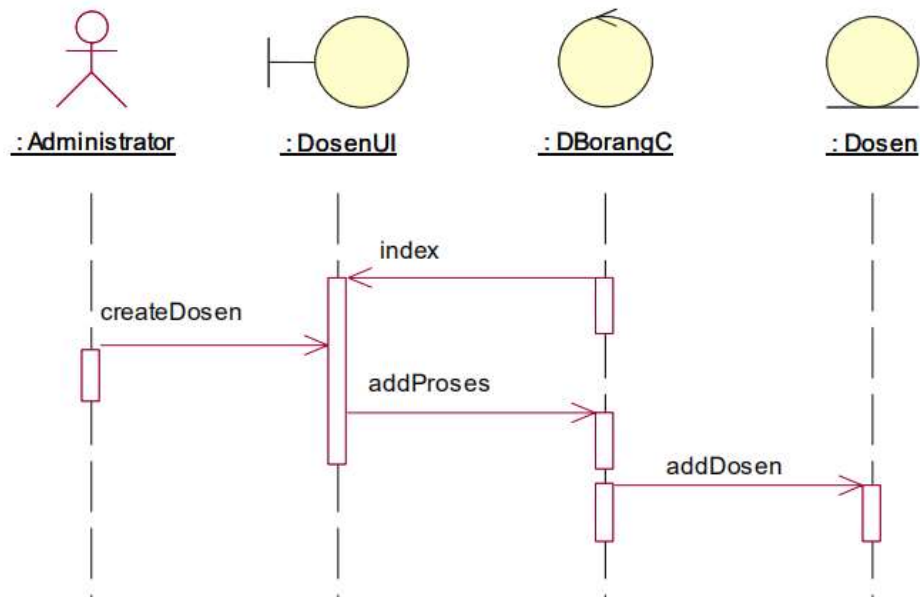 : Administrator
: DosenUI
: DBorangC
: Dosen
index
createDosen
addProses
addDosen